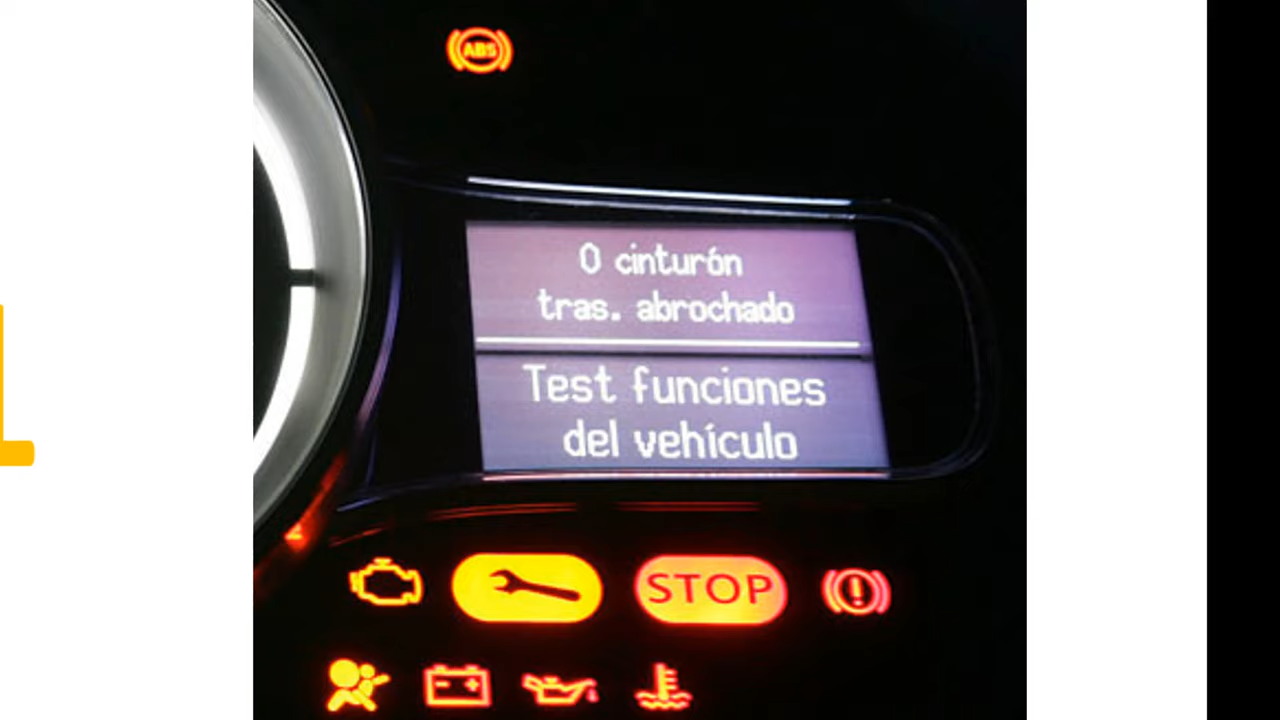 ABS
0 cinturón
tras. abrochado
Test funciones
del vehículo
STOP